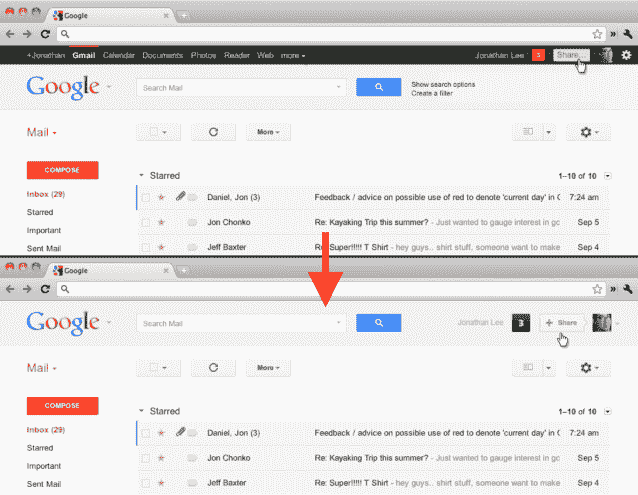 Google
+Jonathan Gmail Calendar Documents Photos Reader Web more
Jonathan Lee 3 Share
Google Search Mail
Show search options
Create a filter
Mail More
COMPOSE
Starred 1–10 of 10
Inbox (29) Daniel, Jon (3) Feedback / advice on possible use of red to denote 'current day' in C 7:24 am
Starred Jon Chonko Re: Kayaking Trip this summer? - Just wanted to gauge interest in gc Sep 5
Important
Sent Mail Jeff Baxter Re: Super!!!!! T Shirt - hey guys.. shirt stuff, someone want to make Sep 4
Google
Google Search Mail Jonathan Lee 3 + Share
Mail More
COMPOSE
Starred 1–10 of 10
Inbox (29) Daniel, Jon (3) Feedback / advice on possible use of red to denote 'current day' in C 7:24 am
Starred Jon Chonko Re: Kayaking Trip this summer? - Just wanted to gauge interest in gc Sep 5
Important
Sent Mail Jeff Baxter Re: Super!!!!! T Shirt - hey guys.. shirt stuff, someone want to make Sep 4